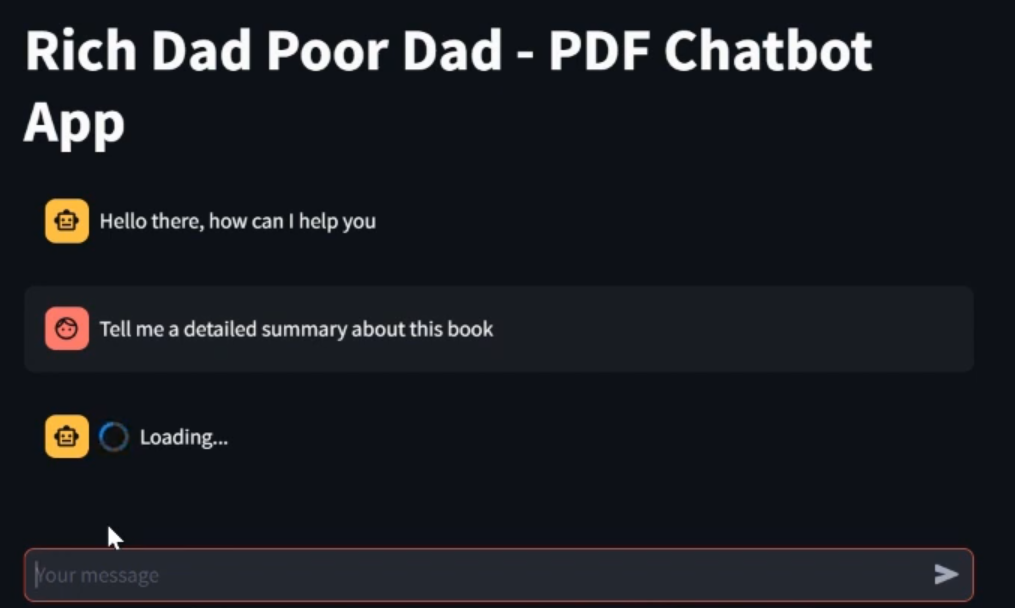 Rich Dad Poor Dad - PDF Chatbot
App
Hello there, how can I help you
Tell me a detailed summary about this book
Loading...
Your message